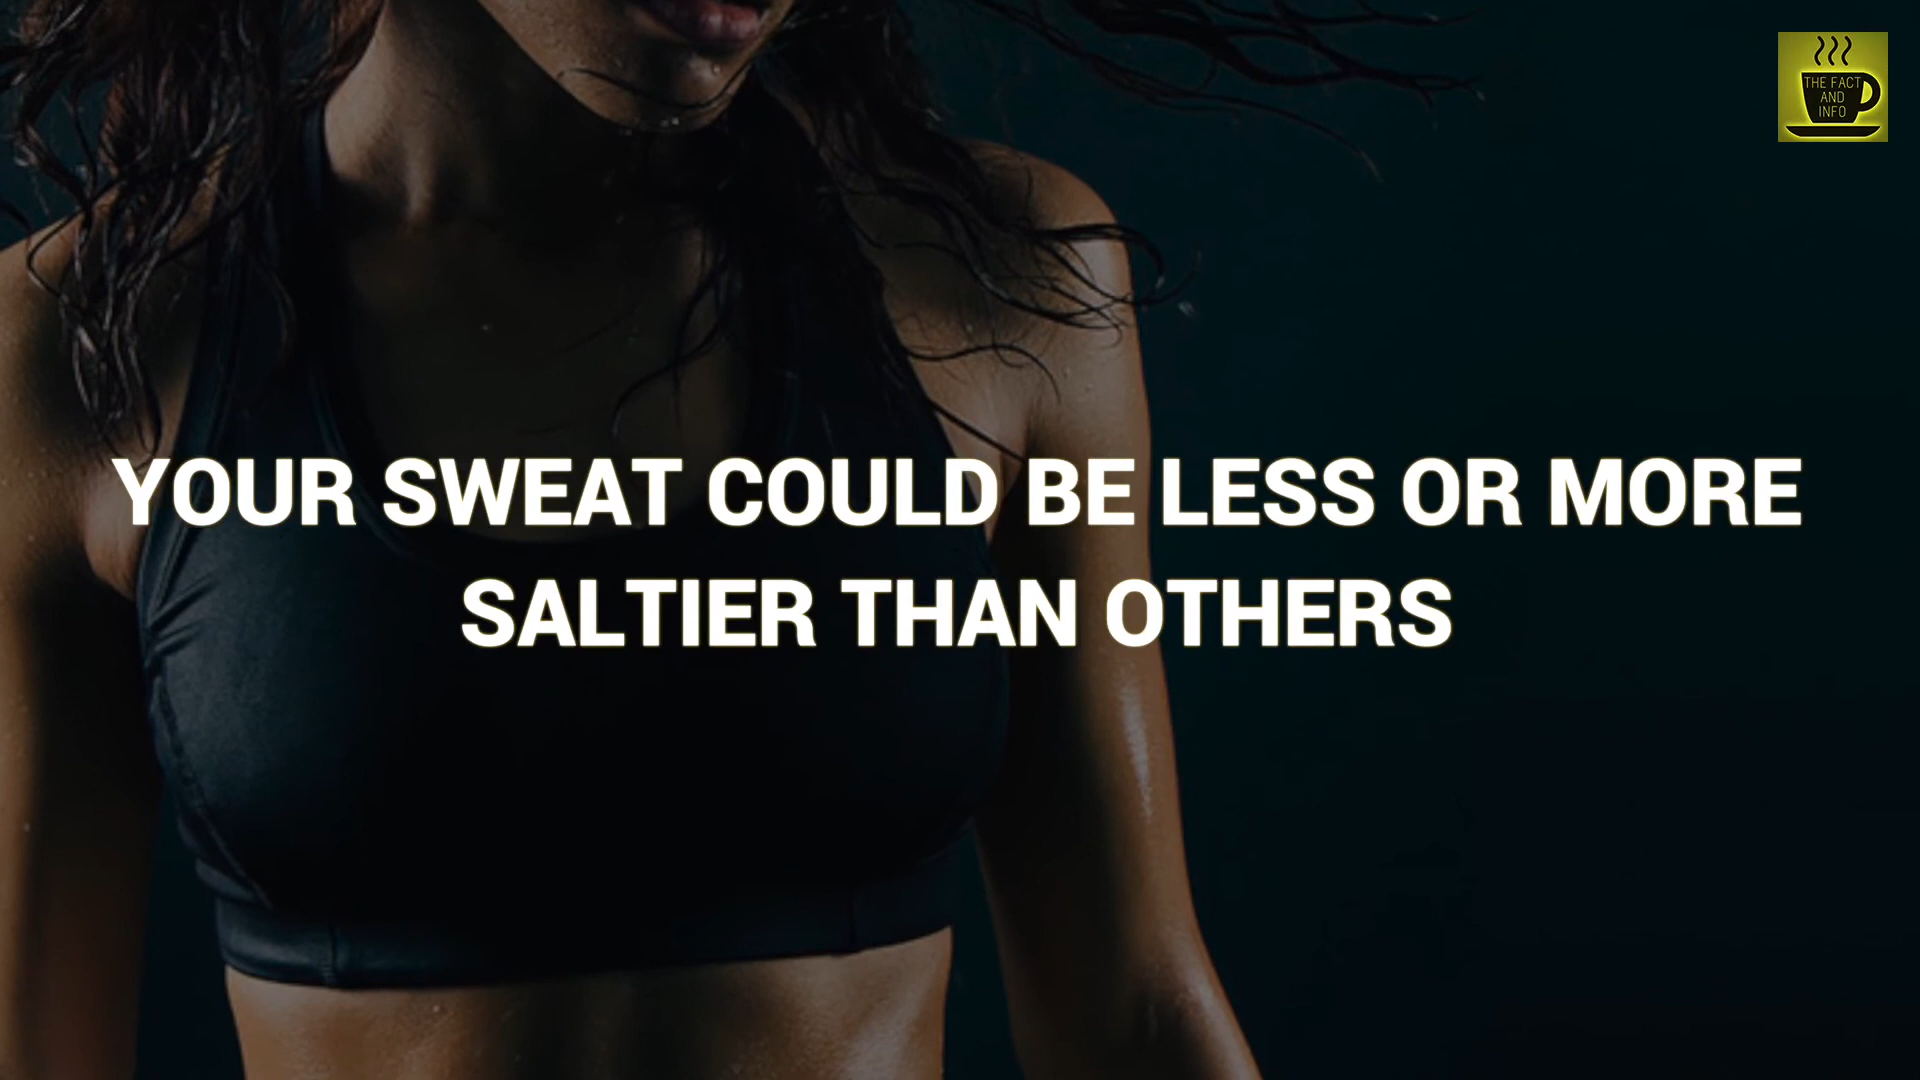 THE FACT
AND
INFO
YOUR SWEAT COULD BE LESS OR MORE
SALTIER THAN OTHERS